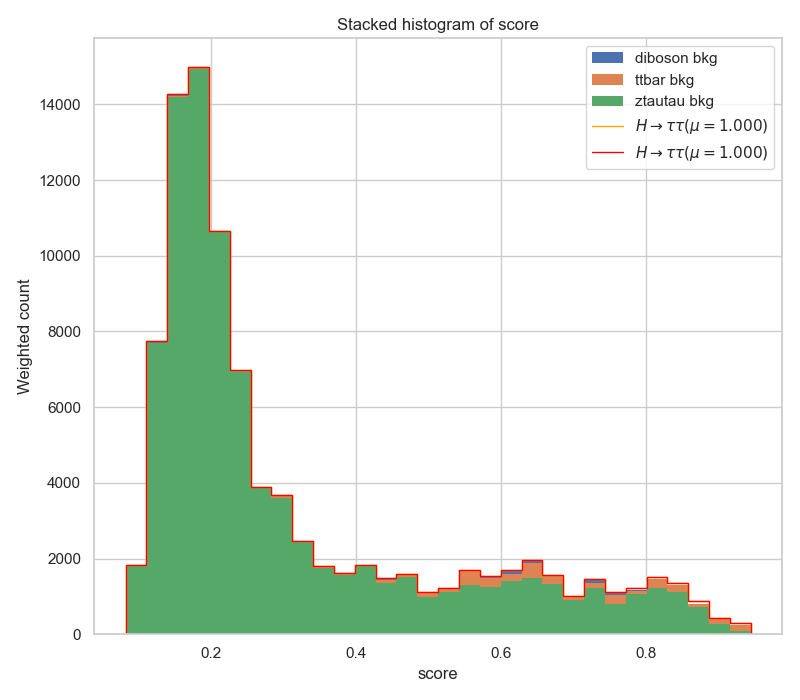 Stacked histogram of score
diboson bkg
ttbar bkg
ztautau bkg
H → ττ(μ = 1.000)
H → ττ(μ = 1.000)
Weighted count
14000
12000
10000
8000
6000
4000
2000
0
0.2 0.4 0.6 0.8
score